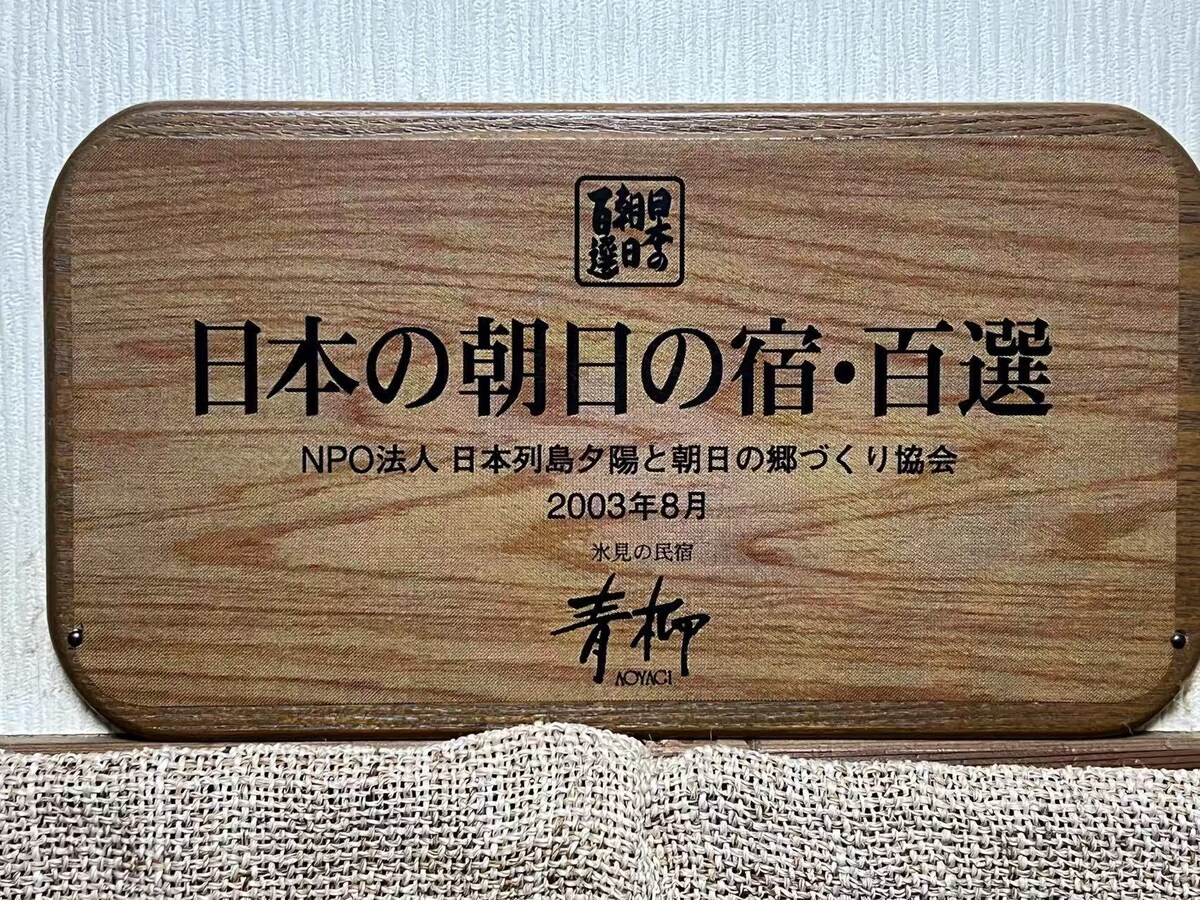 日本の
朝日
百選
日本の朝日の宿・百選
NPO法人 日本列島夕陽と朝日の郷づくり協会
2003年8月
氷見の民宿
青柳
AOYAGI